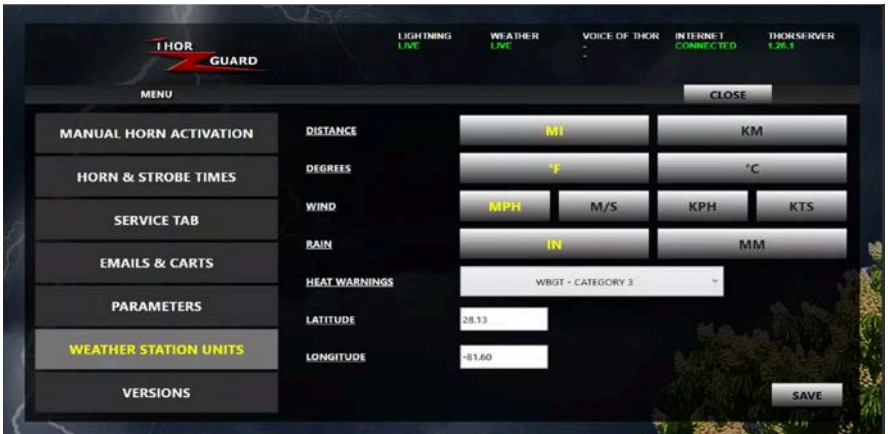 THOR GUARD
LIGHTNING WEATHER VOICE OF THOR INTERNET THORSERVER
LIVE LIVE - CONNECTED 1.26.1
-
MENU CLOSE
MANUAL HORN ACTIVATION
HORN & STROBE TIMES
SERVICE TAB
EMAILS & CARTS
PARAMETERS
WEATHER STATION UNITS
VERSIONS
DISTANCE MI KM
DEGREES °F °C
WIND MPH M/S KPH KTS
RAIN IN MM
HEAT WARNINGS WBGT - CATEGORY 3
LATITUDE 28.13
LONGITUDE -81.60
SAVE